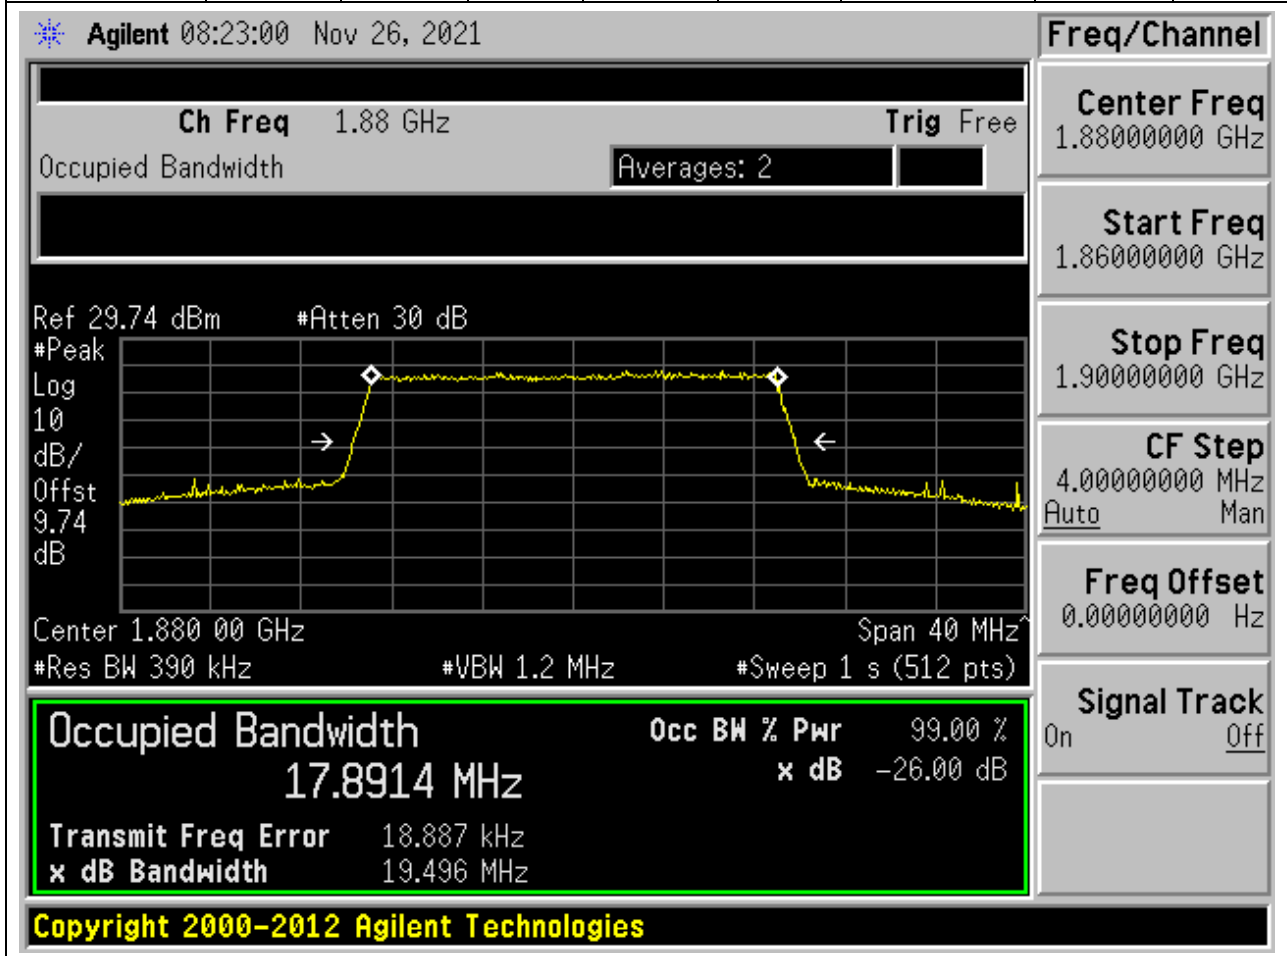 Agilent 08:23:00 Nov 26, 2021
Freq/Channel
Ch Freq 1.88 GHz Trig Free
Occupied Bandwidth Averages: 2
Ref 29.74 dBm #Atten 30 dB
#Peak
Log
10
dB/
Offst
9.74
dB
Center 1.880 00 GHz Span 40 MHz^
#Res BW 390 kHz #VBW 1.2 MHz #Sweep 1 s (512 pts)
Occupied Bandwidth
17.8914 MHz
Occ BW % Pwr 99.00 %
x dB -26.00 dB
Transmit Freq Error 18.887 kHz
x dB Bandwidth 19.496 MHz
Copyright 2000-2012 Agilent Technologies
Center Freq
1.88000000 GHz
Start Freq
1.86000000 GHz
Stop Freq
1.90000000 GHz
CF Step
4.00000000 MHz
Auto Man
Freq Offset
0.00000000 Hz
Signal Track
On Off